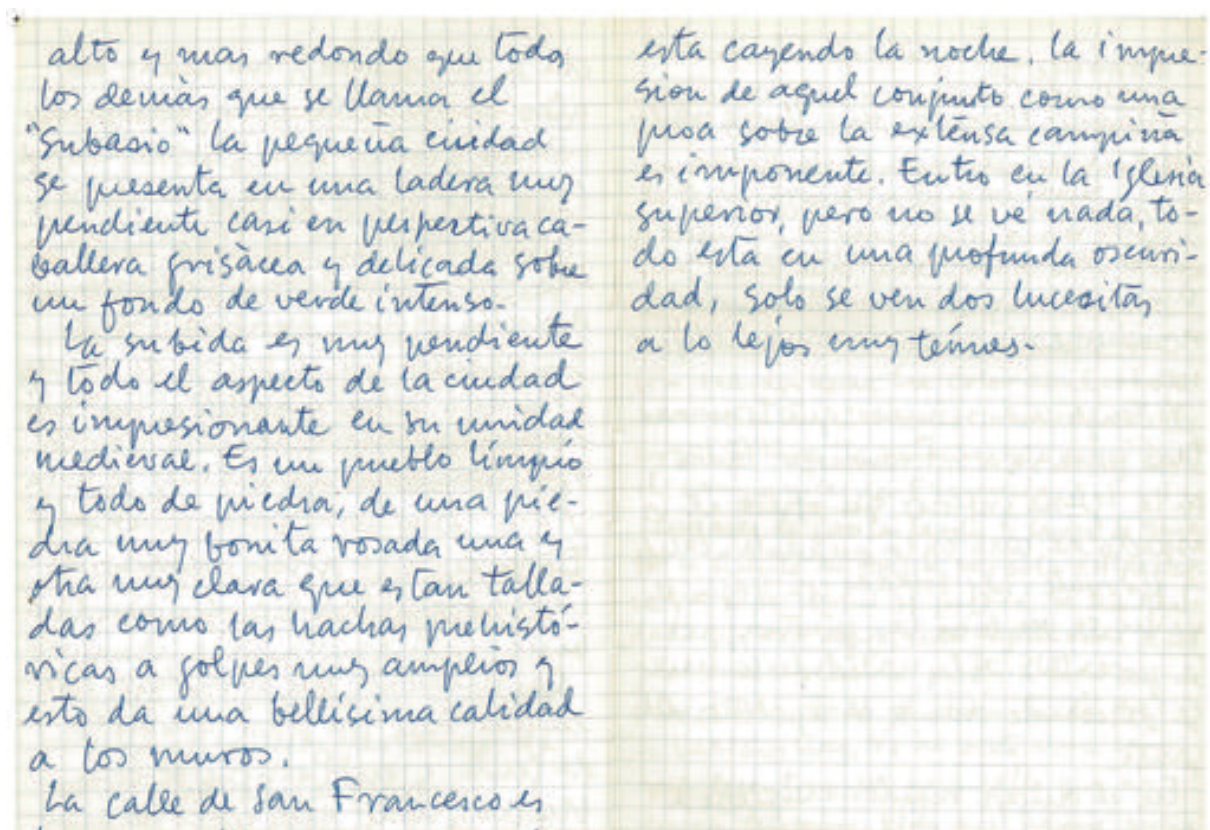 alto y mas redondo que todos
los demàs que se llama el
"Subasio" la pequeña ciudad
se presenta en una ladera muy
pendiente casi en perspectiva ca-
ballera grisàcea y delicada sobre
un fondo de verde intenso.
La subida es muy pendiente
y todo el aspecto de la ciudad
es impresionante en su unidad
medieval. Es un pueblo límpio
y todo de piedra, de una pie-
dra muy bonita rosada una y
otra muy clara que estan talla-
das como las hachas prehistó-
ricas a golpes muy amplios y
esto da una bellísima calidad
a los muros.
La calle de San Francesco es
esta cayendo la noche. la impre-
sion de aquel conjunto como una
proa sobre la extensa campiña
es imponente. Entro en la Iglesia
superior, pero no se vé nada, to-
do esta en una profunda oscuri-
dad, solo se ven dos lucecitas
a lo lejos muy ténues.